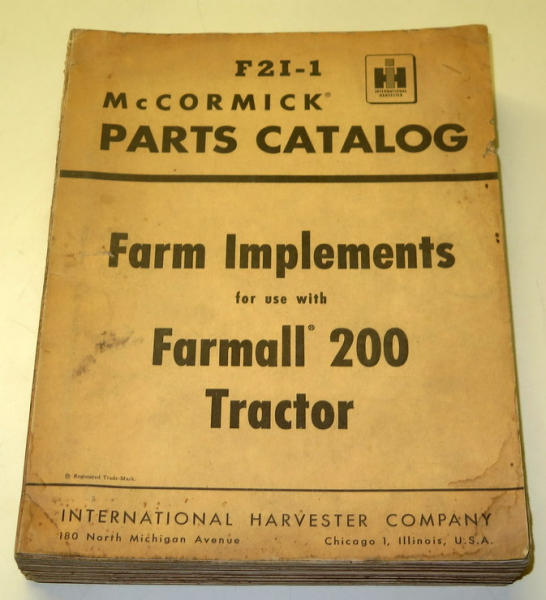 F2I-1
McCORMICK®
PARTS CATALOG
IH
INTERNATIONAL
HARVESTER
Farm Implements
for use with
Farmall® 200
Tractor
® Registered Trade-Mark.
INTERNATIONAL HARVESTER COMPANY
180 North Michigan Avenue Chicago 1, Illinois, U.S.A.